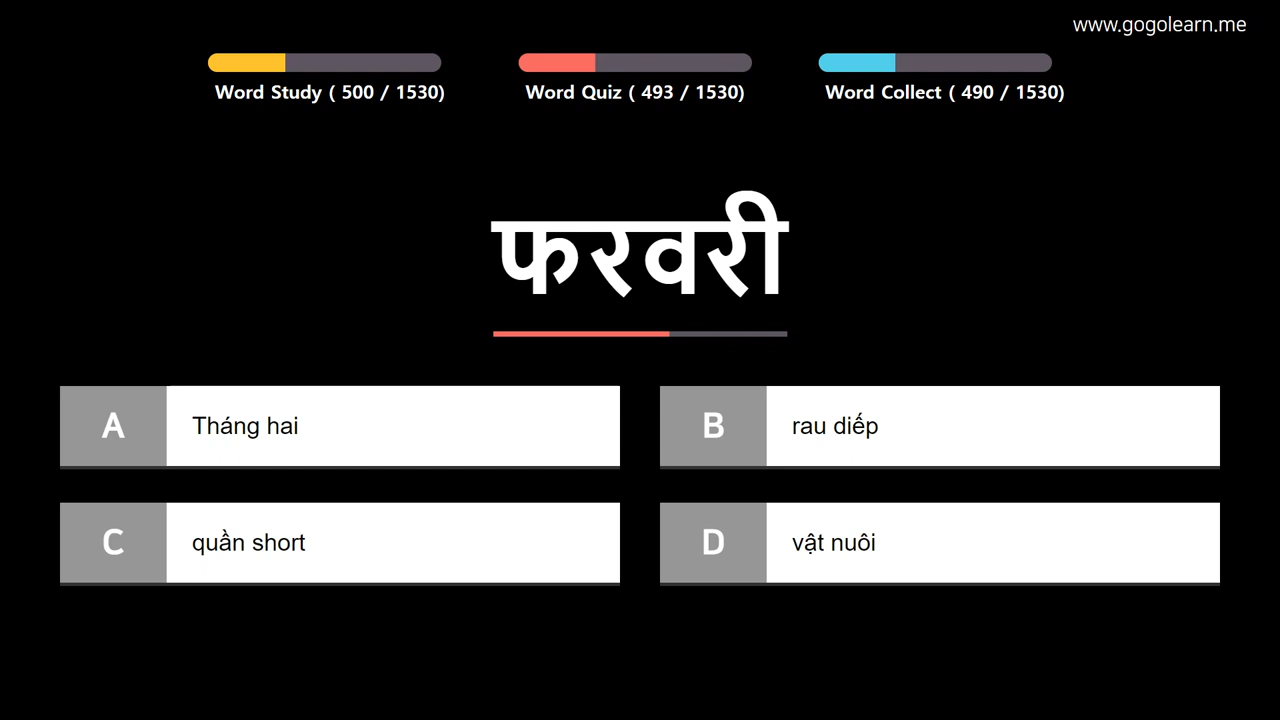 www.gogolearn.me
Word Study ( 500 / 1530)
Word Quiz ( 493 / 1530)
Word Collect ( 490 / 1530)
फरवरी
A
Tháng hai
B
rau diếp
C
quần short
D
vật nuôi